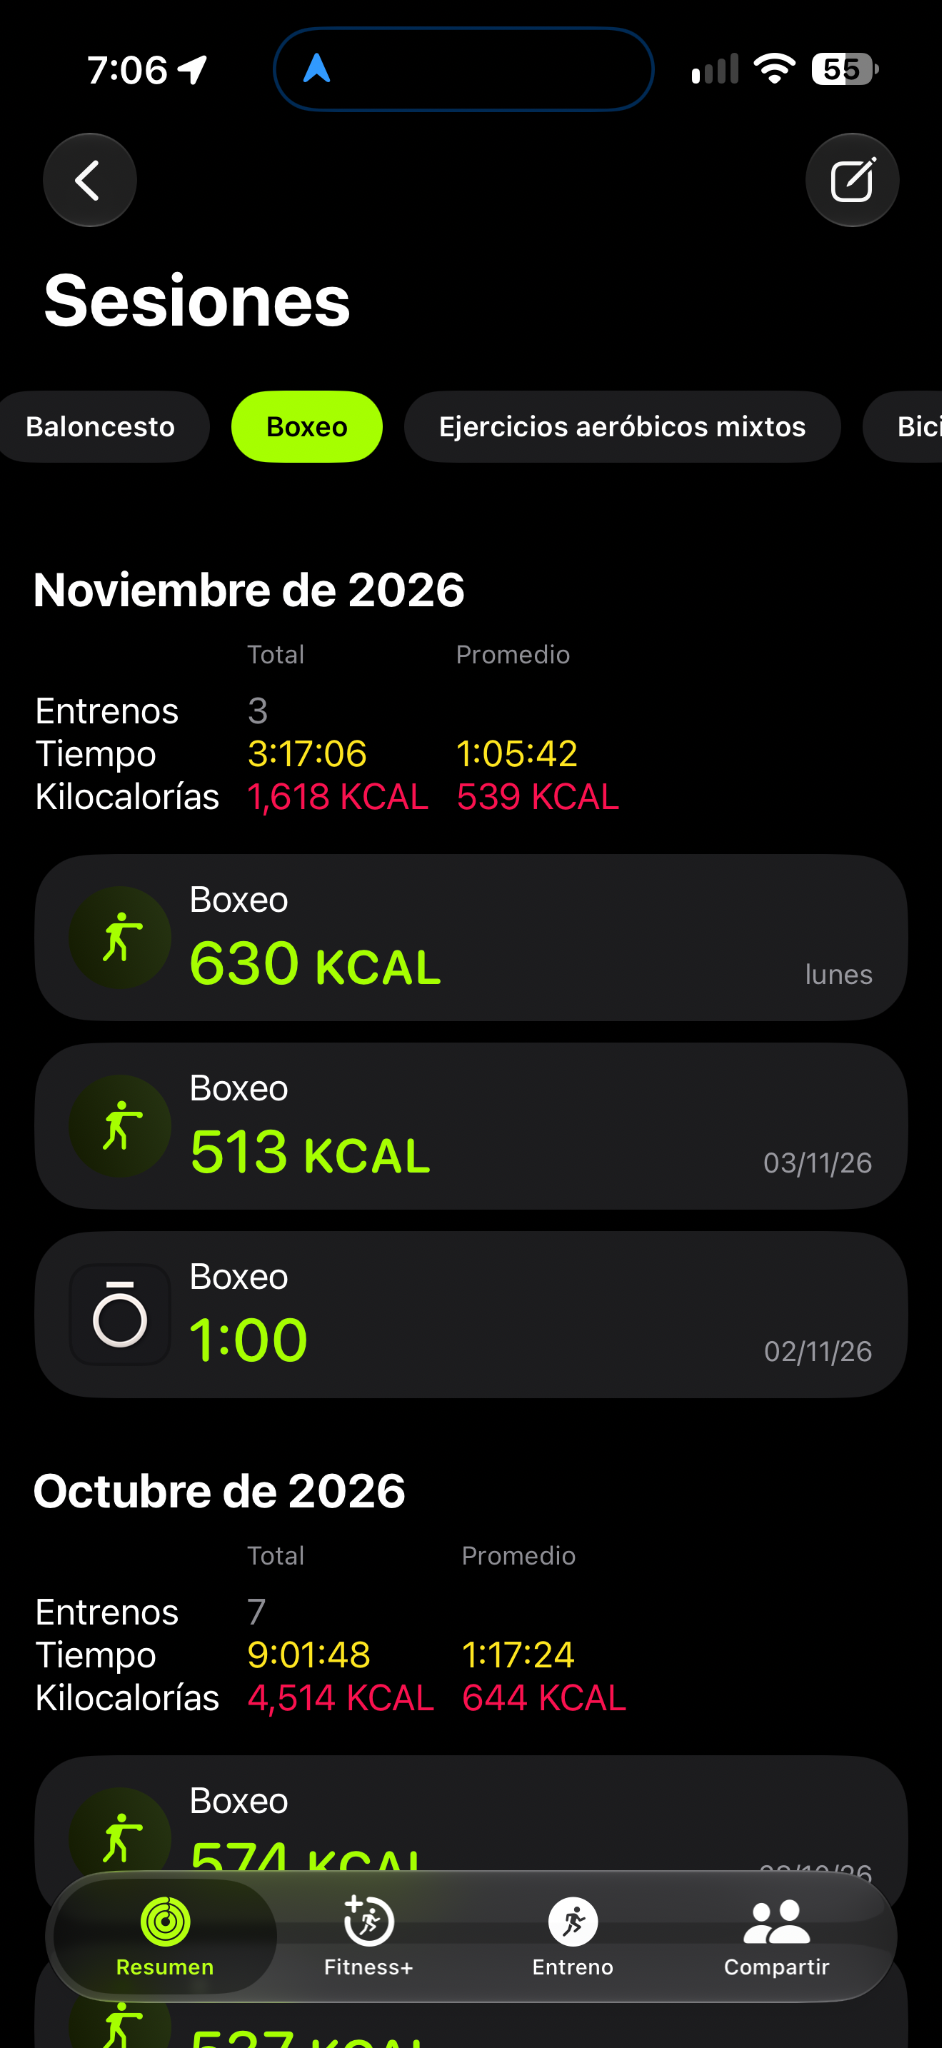 7:06
55
Sesiones
Baloncesto
Boxeo
Ejercicios aeróbicos mixtos
Bici
Noviembre de 2026
Total Promedio
Entrenos 3
Tiempo 3:17:06 1:05:42
Kilocalorías 1,618 KCAL 539 KCAL
Boxeo
630 KCAL
lunes
Boxeo
513 KCAL
03/11/26
Boxeo
1:00
02/11/26
Octubre de 2026
Total Promedio
Entrenos 7
Tiempo 9:01:48 1:17:24
Kilocalorías 4,514 KCAL 644 KCAL
Boxeo
574 KCAL
Resumen
Fitness+
Entreno
Compartir